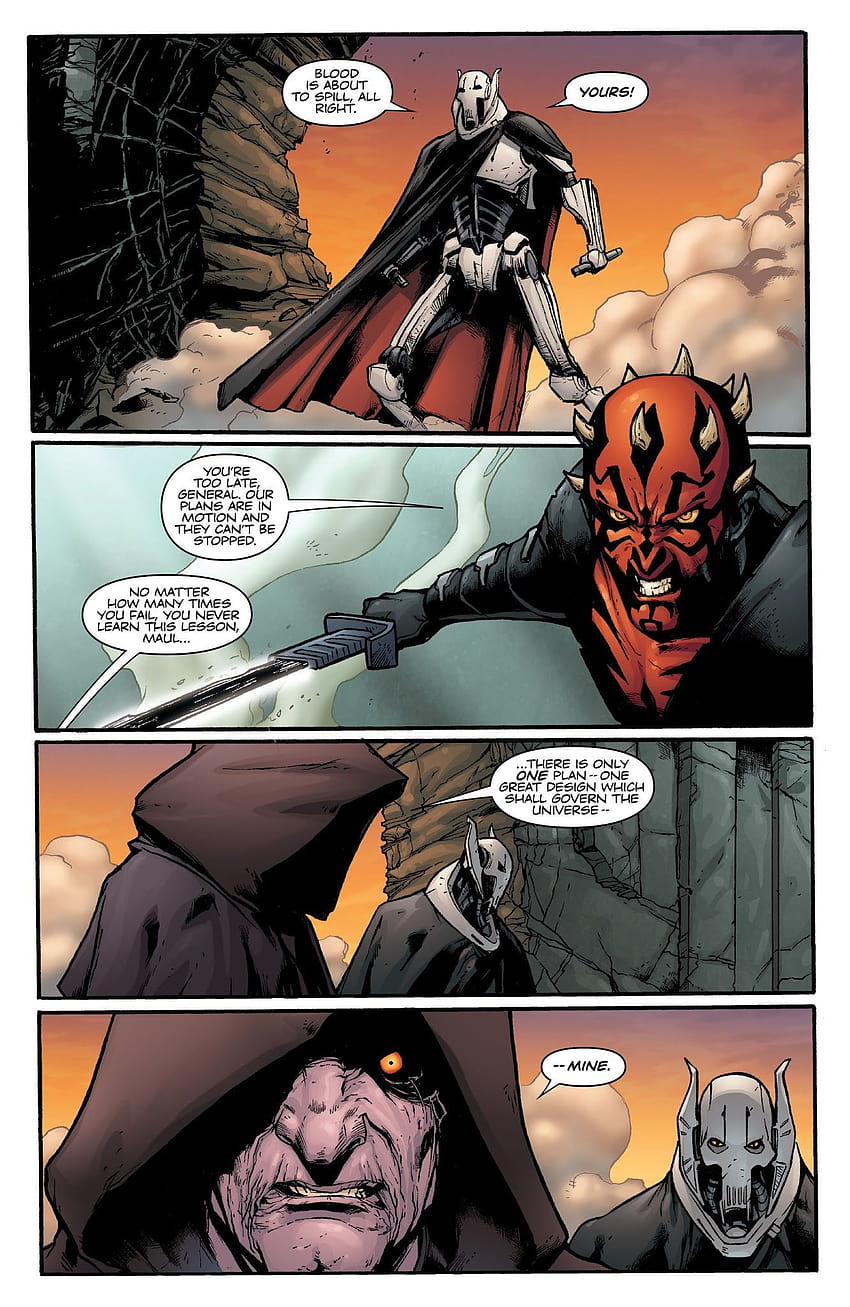 BLOOD
IS ABOUT
TO SPILL, ALL
RIGHT.
YOURS!
YOU'RE
TOO LATE,
GENERAL. OUR
PLANS ARE IN
MOTION AND
THEY CAN'T BE
STOPPED.
NO MATTER
HOW MANY TIMES
YOU FAIL, YOU NEVER
LEARN THIS LESSON,
MAUL...
...THERE IS ONLY
ONE PLAN -- ONE
GREAT DESIGN WHICH
SHALL GOVERN THE
UNIVERSE --
-- MINE.